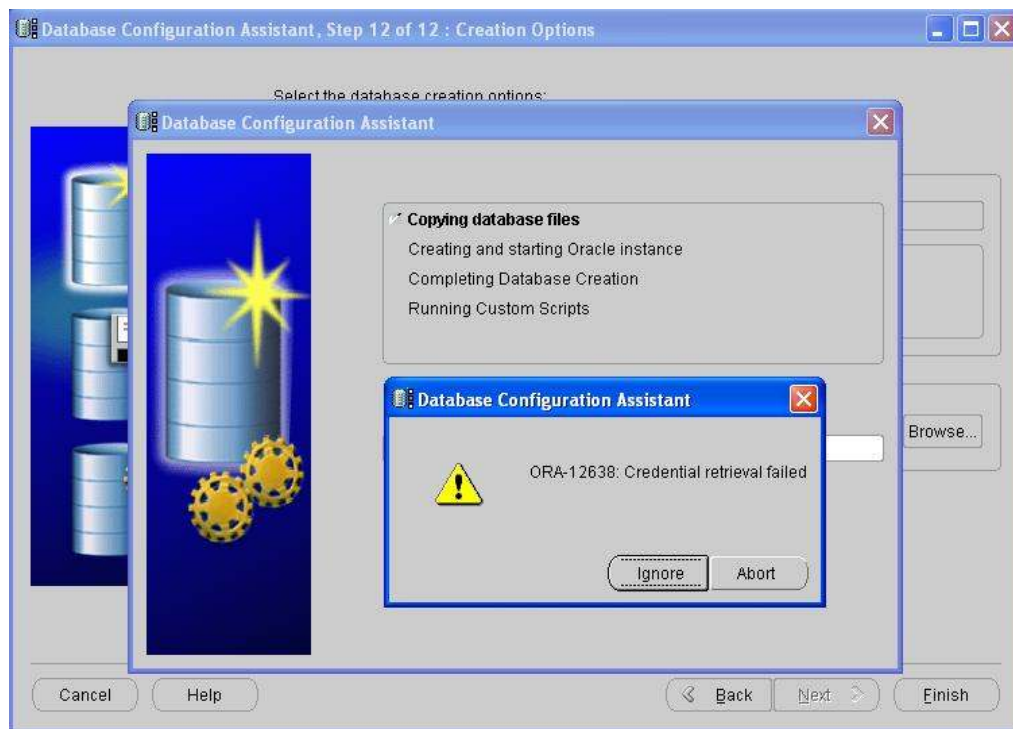 Database Configuration Assistant, Step 12 of 12 : Creation Options
Select the database creation options:
Database Configuration Assistant
Copying database files
Creating and starting Oracle instance
Completing Database Creation
Running Custom Scripts
Database Configuration Assistant
Browse...
ORA-12638: Credential retrieval failed
Ignore
Abort
Cancel
Help
Back
Next
Finish